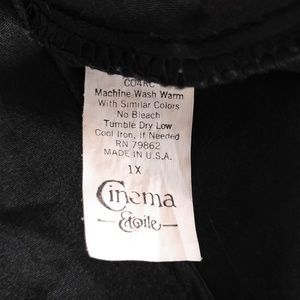 Machine Wash Warm
With Similar Colors
No Bleach
Tumble Dry Low
Cool Iron, If Needed
RN 79862
MADE IN U.S.A.
1X
Cinema
Etoile